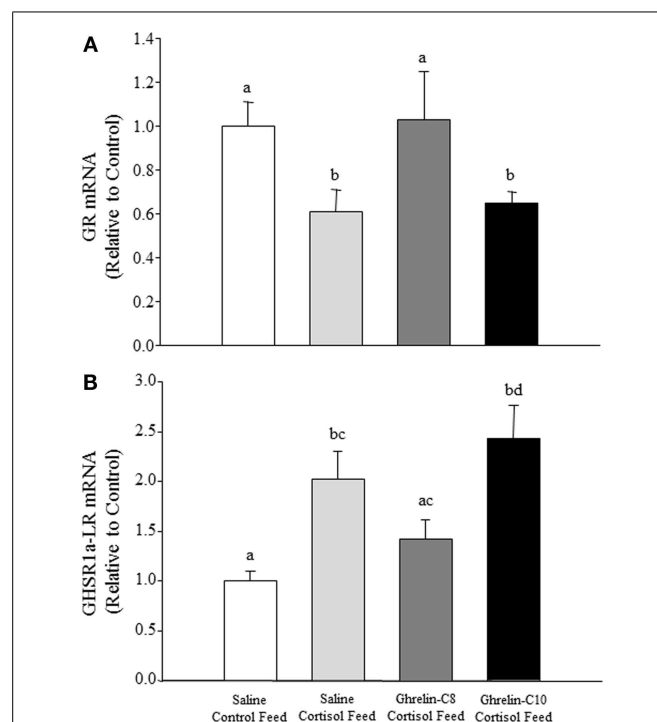 A
GR mRNA
(Relative to Control)
1.4
1.2
1.0
0.8
0.6
0.4
0.2
0.0
a
b
a
b
B
GHSR1a-LR mRNA
(Relative to Control)
3.0
2.5
2.0
1.5
1.0
0.5
0.0
a
bc
ac
bd
Saline
Control Feed
Saline
Cortisol Feed
Ghrelin-C8
Cortisol Feed
Ghrelin-C10
Cortisol Feed